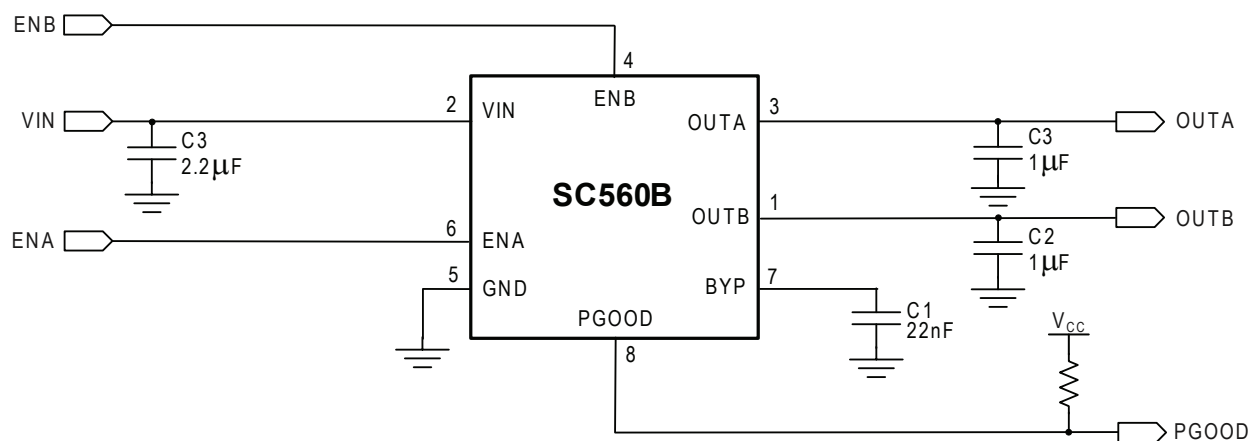 ENB
4
ENB
VIN
2
VIN
C3
2.2μF
OUTA
3
OUTA
C3
1μF
SC560B
OUTB
1
OUTB
C2
1μF
ENA
6
ENA
5
GND
BYP
7
C1
22nF
PGOOD
8
VCC
PGOOD